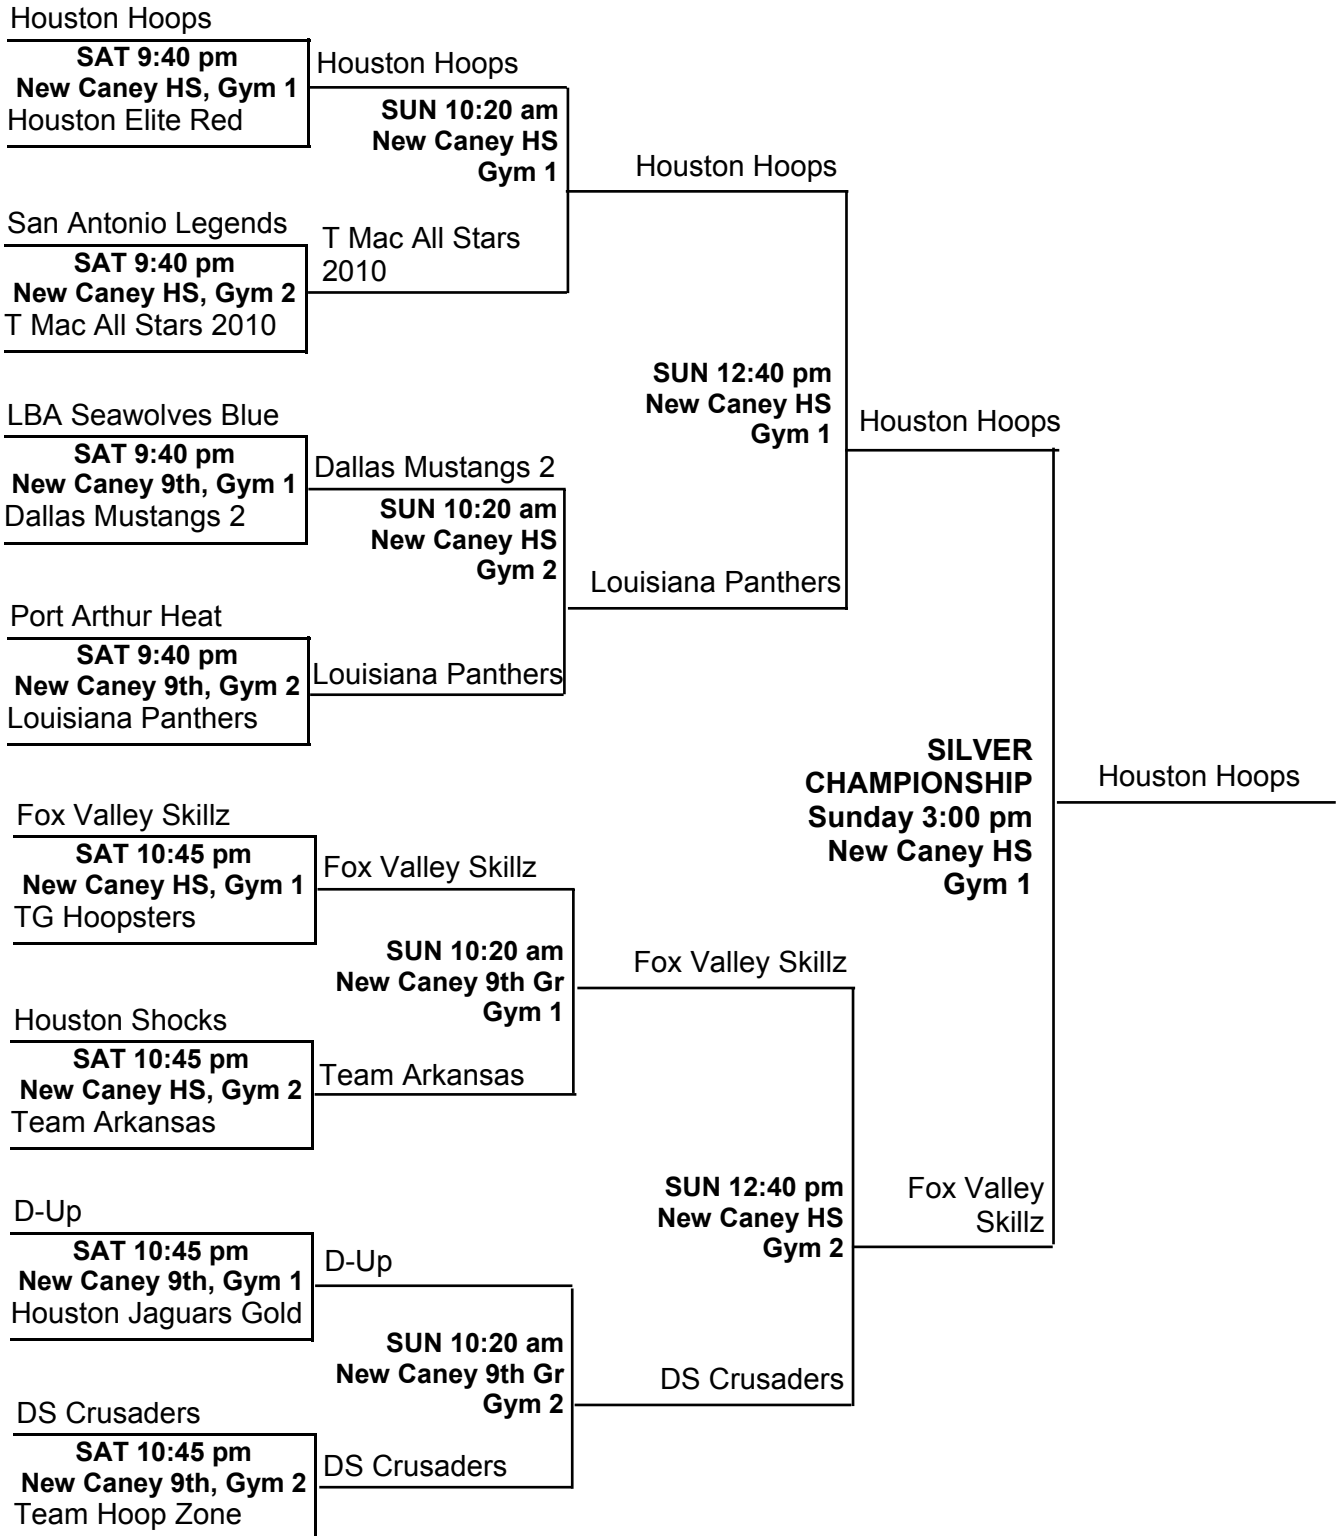 Houston Hoops
SAT 9:40 pm
New Caney HS, Gym 1
Houston Elite Red
San Antonio Legends
SAT 9:40 pm
New Caney HS, Gym 2
T Mac All Stars 2010
LBA Seawolves Blue
SAT 9:40 pm
New Caney 9th, Gym 1
Dallas Mustangs 2
Port Arthur Heat
SAT 9:40 pm
New Caney 9th, Gym 2
Louisiana Panthers
Fox Valley Skillz
SAT 10:45 pm
New Caney HS, Gym 1
TG Hoopsters
Houston Shocks
SAT 10:45 pm
New Caney HS, Gym 2
Team Arkansas
D-Up
SAT 10:45 pm
New Caney 9th, Gym 1
Houston Jaguars Gold
DS Crusaders
SAT 10:45 pm
New Caney 9th, Gym 2
Team Hoop Zone
Houston Hoops
SUN 10:20 am
New Caney HS
Gym 1
T Mac All Stars
2010
Dallas Mustangs 2
SUN 10:20 am
New Caney HS
Gym 2
Louisiana Panthers
Fox Valley Skillz
SUN 10:20 am
New Caney 9th Gr
Gym 1
Team Arkansas
D-Up
SUN 10:20 am
New Caney 9th Gr
Gym 2
DS Crusaders
Houston Hoops
SUN 12:40 pm
New Caney HS
Gym 1
Louisiana Panthers
Fox Valley Skillz
SUN 12:40 pm
New Caney HS
Gym 2
DS Crusaders
Houston Hoops
SILVER
CHAMPIONSHIP
Sunday 3:00 pm
New Caney HS
Gym 1
Fox Valley
Skillz
Houston Hoops